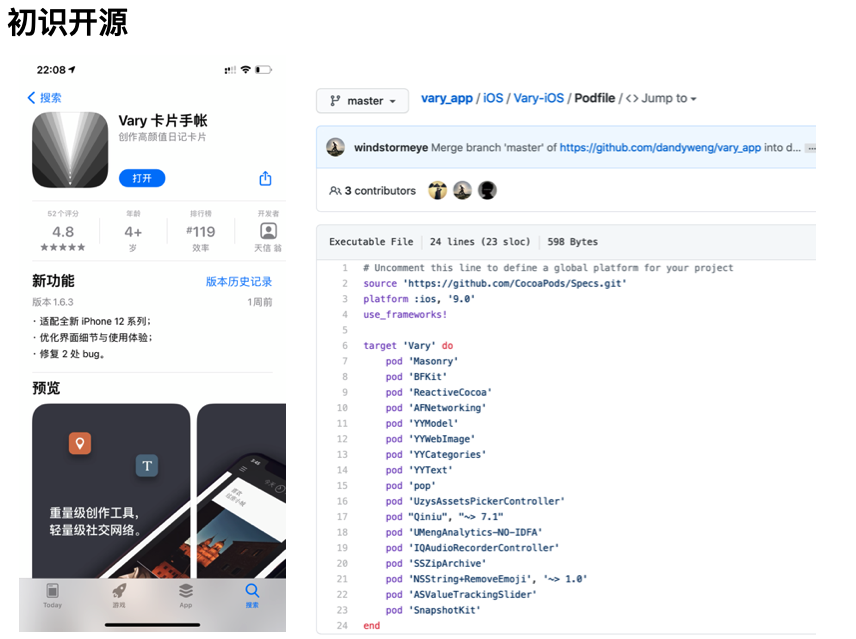 初识开源
22:08
搜索
Vary 卡片手帐
创作高颜值日记卡片
打开
52个评分
年龄
排行榜
开发者
4.8
4+
#119
★★★★★
岁
效率
天信 翁
新功能
版本历史记录
版本 1.6.3
1周前
· 适配全新 iPhone 12 系列；
· 优化界面细节与使用体验；
· 修复 2 处 bug。
预览
T
重量级创作工具，
轻量级社交网络。
3:45
Today
游戏
App
搜索
master
vary_app / iOS / Vary-iOS / Podfile / <> Jump to
windstormeye Merge branch 'master' of https://github.com/dandyweng/vary_app into d... ...
3 contributors
Executable File 24 lines (23 sloc) 598 Bytes
1 # Uncomment this line to define a global platform for your project
2 source 'https://github.com/CocoaPods/Specs.git'
3 platform :ios, '9.0'
4 use_frameworks!
5
6 target 'Vary' do
7 pod 'Masonry'
8 pod 'BFKit'
9 pod 'ReactiveCocoa'
10 pod 'AFNetworking'
11 pod 'YYModel'
12 pod 'YYWebImage'
13 pod 'YYCategories'
14 pod 'YYText'
15 pod 'pop'
16 pod 'UzysAssetsPickerController'
17 pod "Qiniu", "~> 7.1"
18 pod 'UMengAnalytics-NO-IDFA'
19 pod 'IQAudioRecorderController'
20 pod 'SSZipArchive'
21 pod 'NSString+RemoveEmoji', '~> 1.0'
22 pod 'ASValueTrackingSlider'
23 pod 'SnapshotKit'
24 end